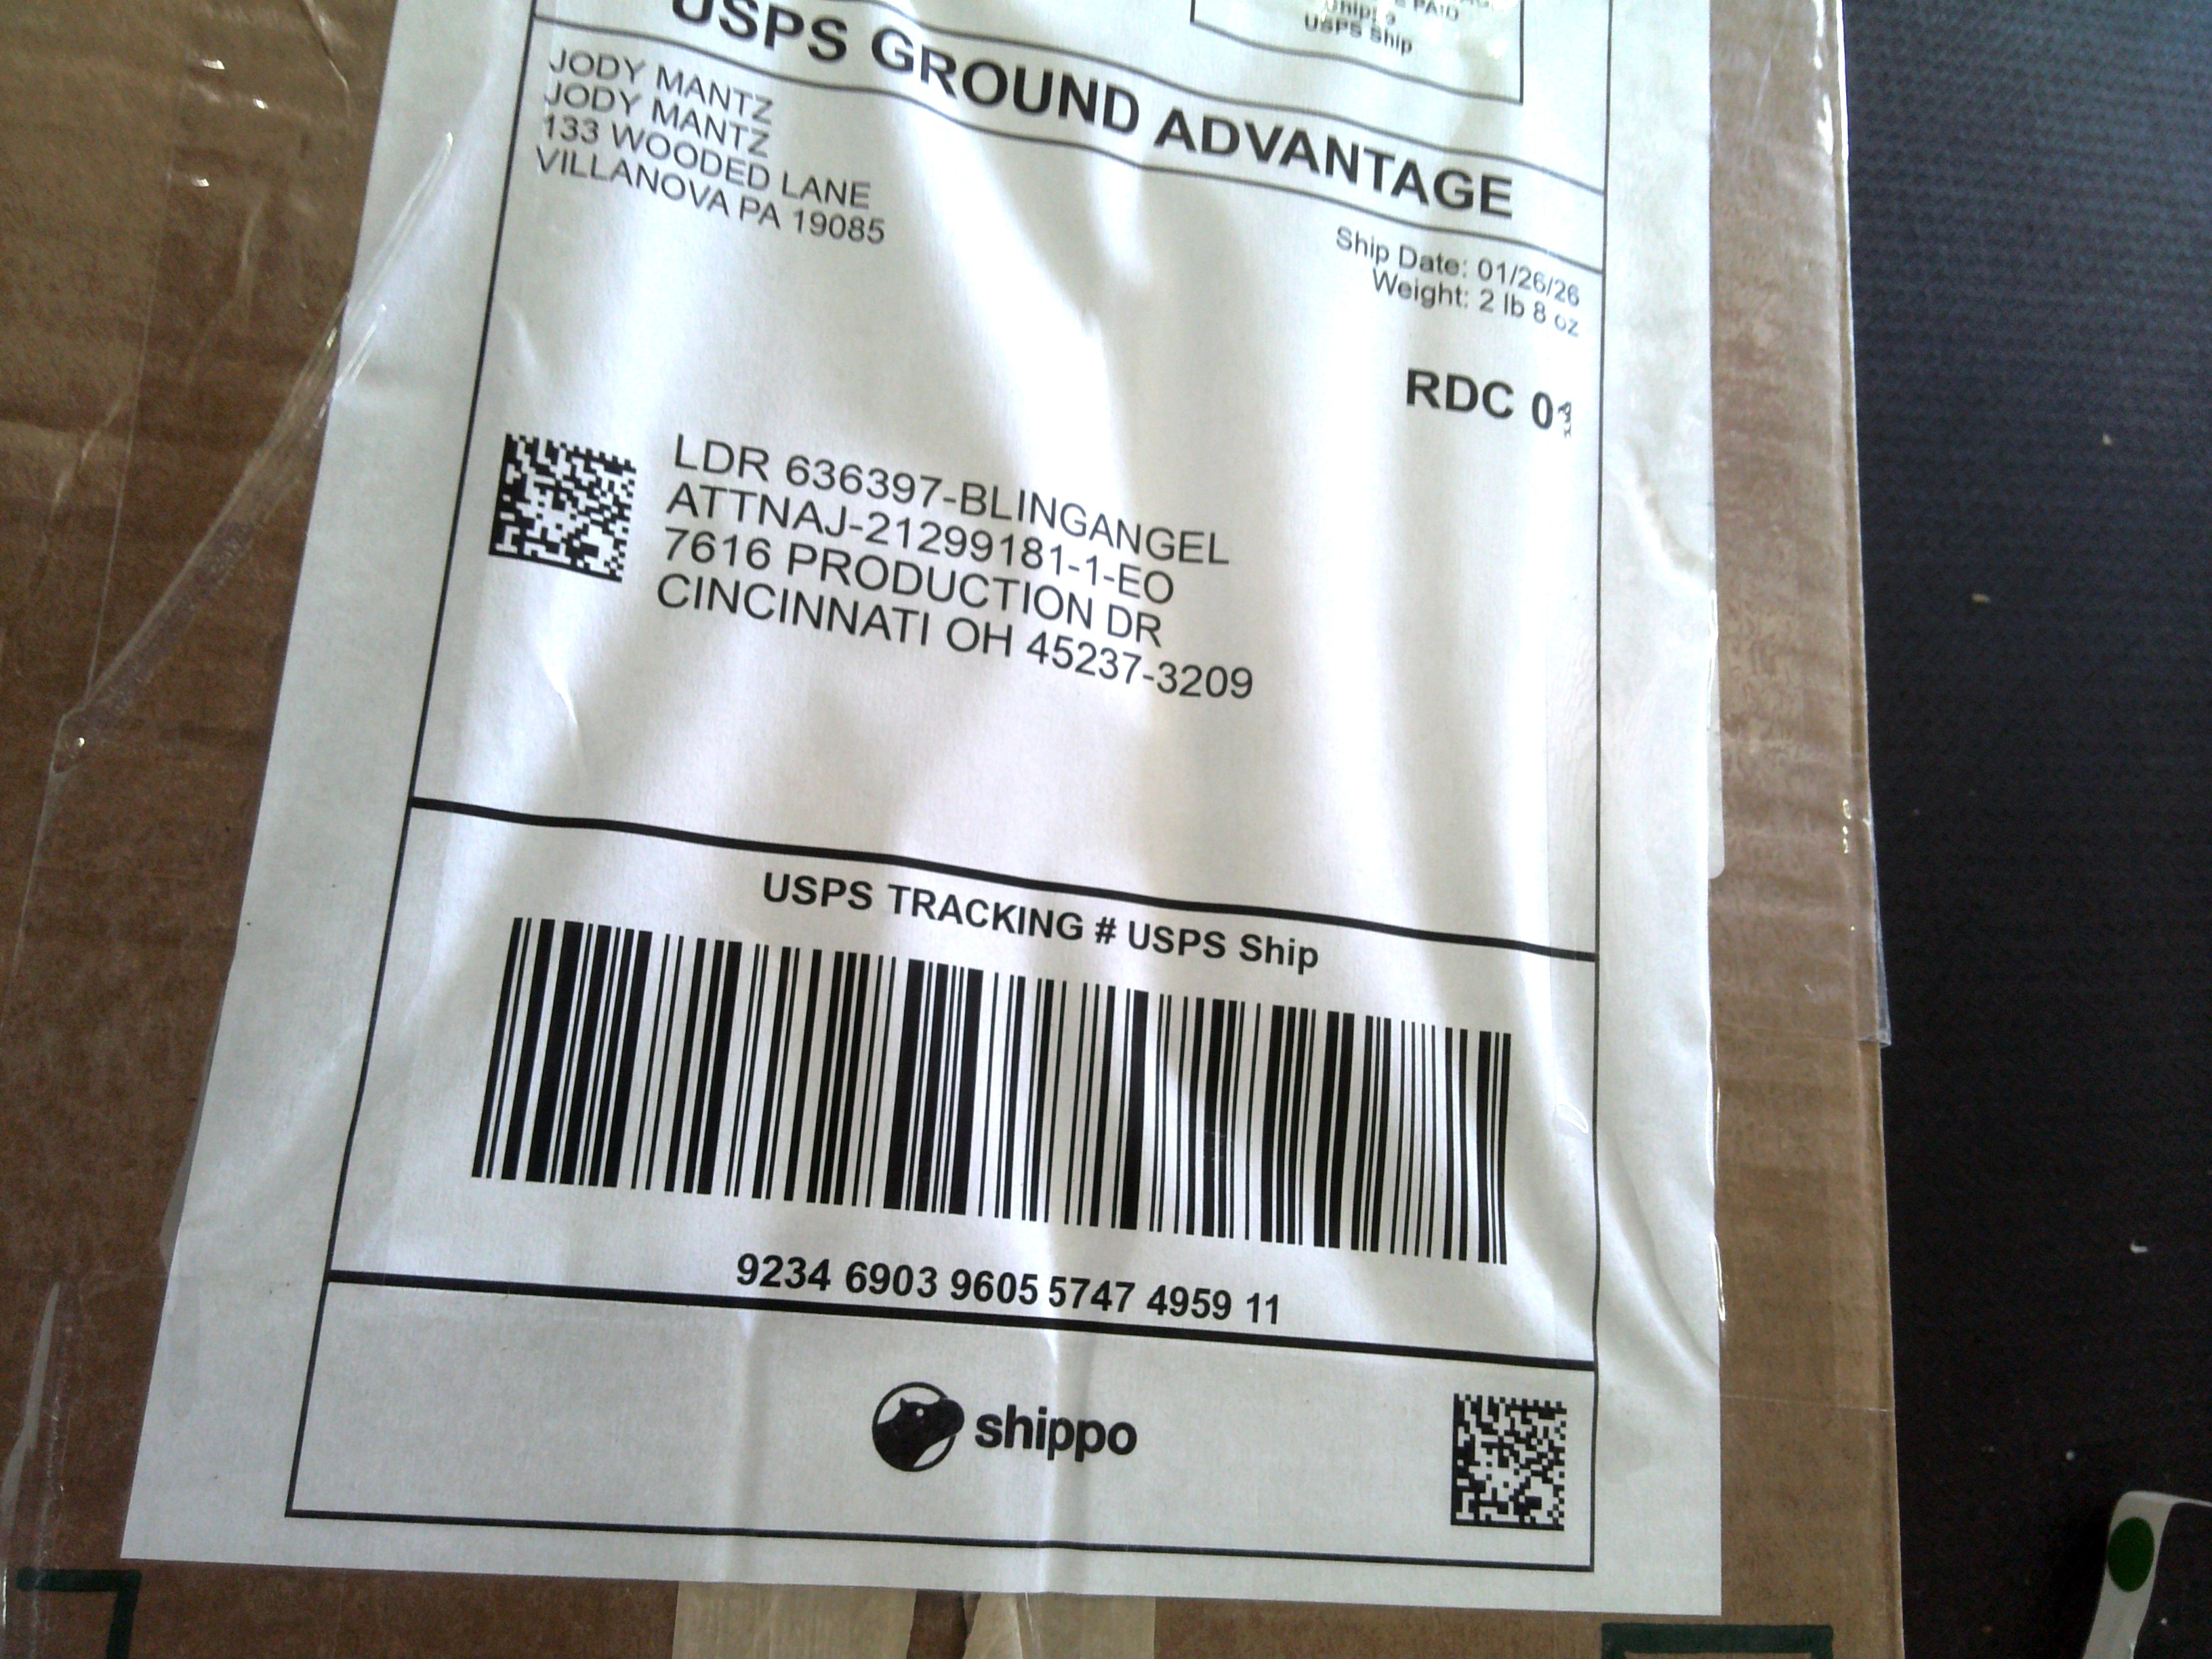 PAID
USPS Ship
USPS GROUND ADVANTAGE
JODY MANTZ
JODY MANTZ
133 WOODED LANE
VILLANOVA PA 19085
Ship Date: 01/26/26
Weight: 2 lb 8 oz
RDC
LDR 636397-BLINGANGEL
ATTNAJ-21299181-1-EO
7616 PRODUCTION DR
CINCINNATI OH 45237-3209
USPS TRACKING # USPS Ship
9234 6903 9605 5747 4959 11
shippo